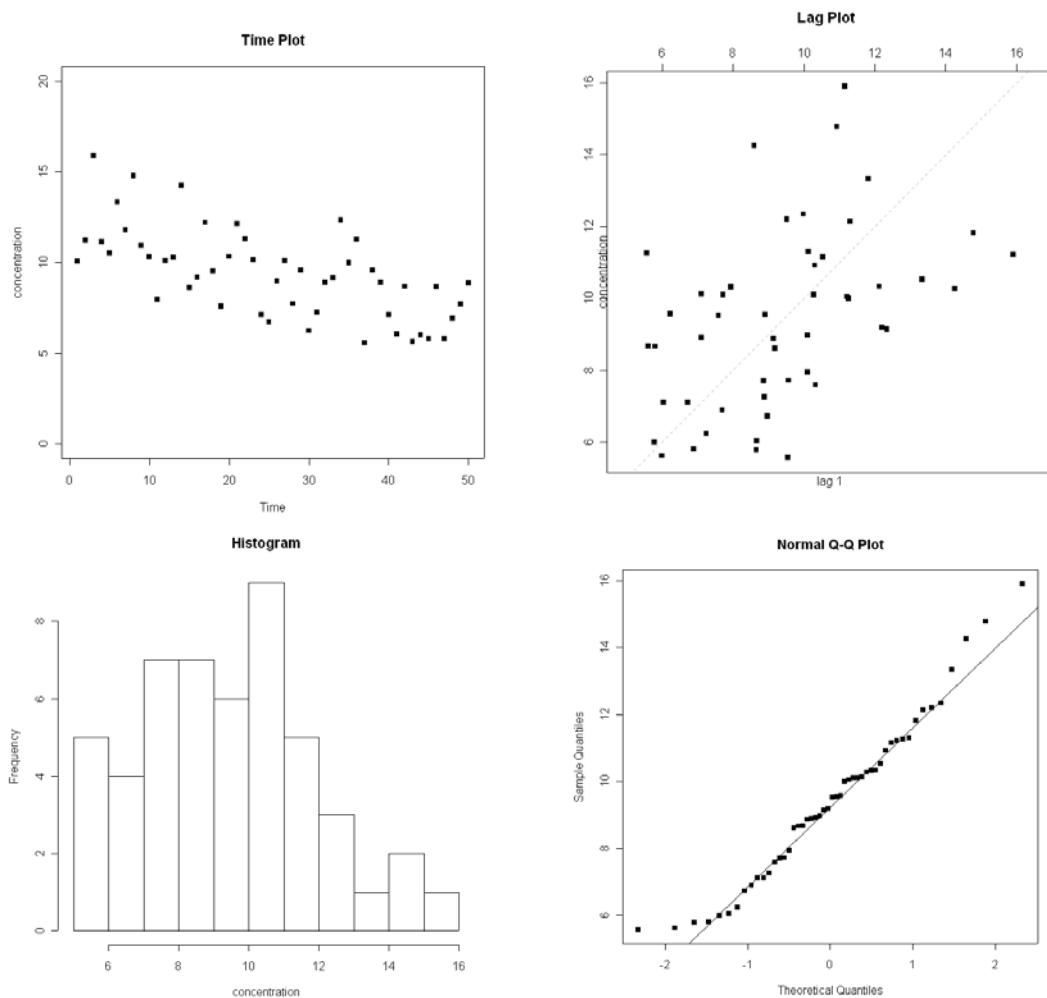 Time Plot
concentration
20
15
10
5
0
0 10 20 30 40 50
Time
Lag Plot
6 8 10 12 14 16
concentration
16
14
12
10
8
6
lag 1
Histogram
Frequency
8
6
4
2
0
6 8 10 12 14 16
concentration
Normal Q-Q Plot
Sample Quantiles
16
14
12
10
8
6
-2 -1 0 1 2
Theoretical Quantiles